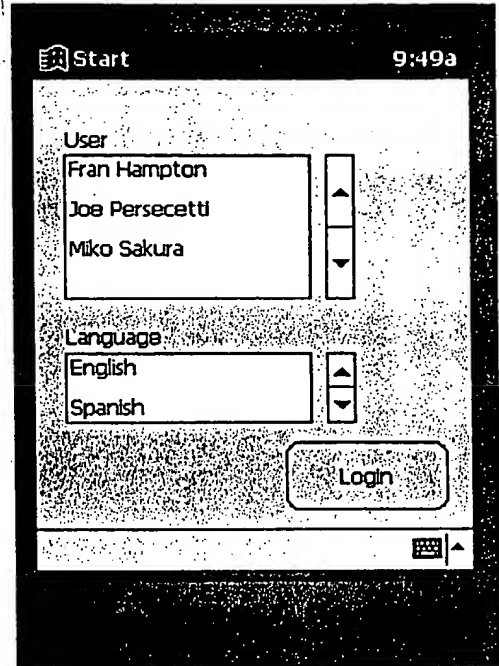 Start 9:49a
User
Fran Hampton
Joe Persecetti
Miko Sakura
Language
English
Spanish
Login